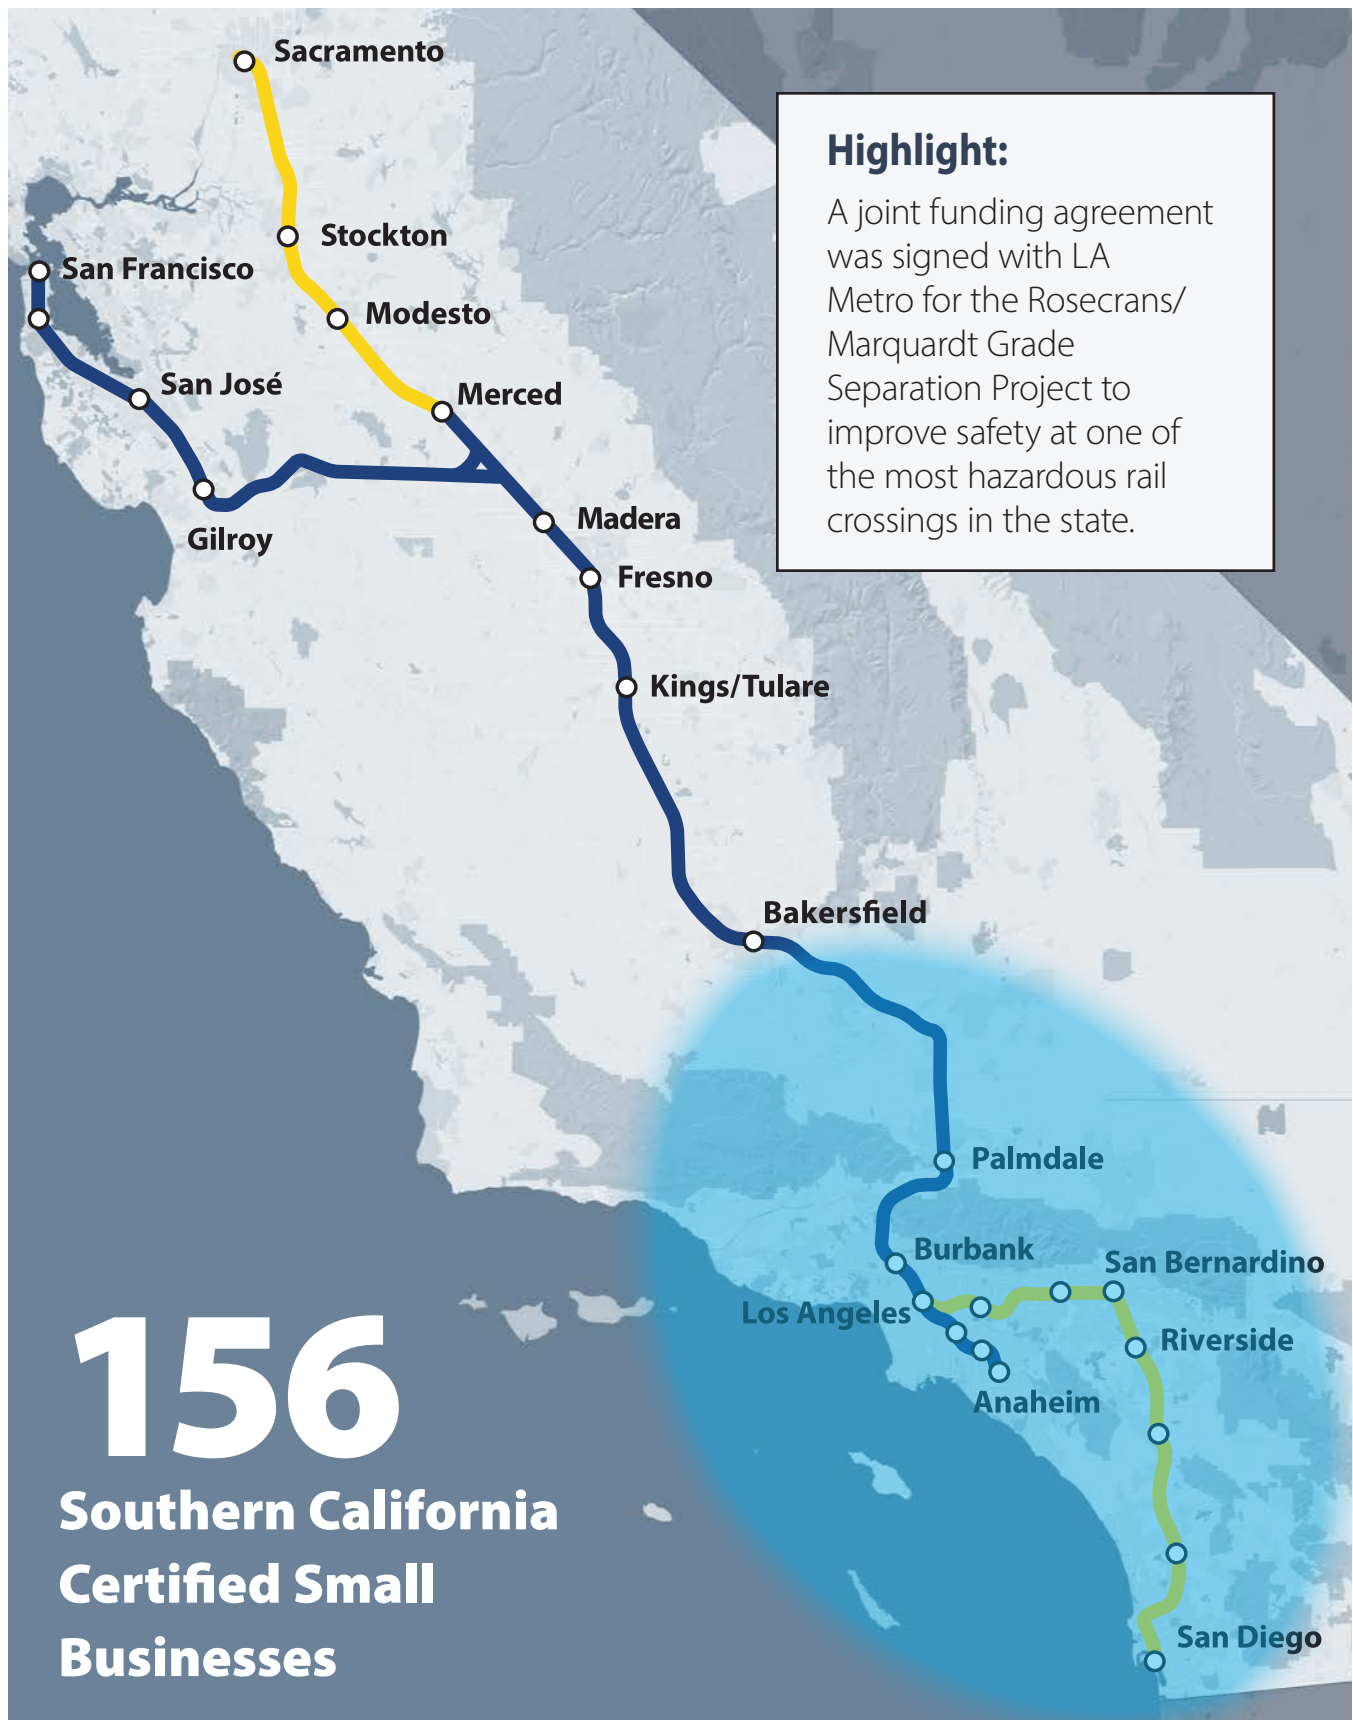 Sacramento
Highlight:
A joint funding agreement
was signed with LA
Metro for the Rosecrans/
Marquardt Grade
Separation Project to
improve safety at one of
the most hazardous rail
crossings in the state.
Stockton
San Francisco
Modesto
San José
Merced
Gilroy
Madera
Fresno
Kings/Tulare
Bakersfield
Palmdale
Burbank
San Bernardino
Los Angeles
Riverside
Anaheim
San Diego
156
Southern California
Certified Small
Businesses